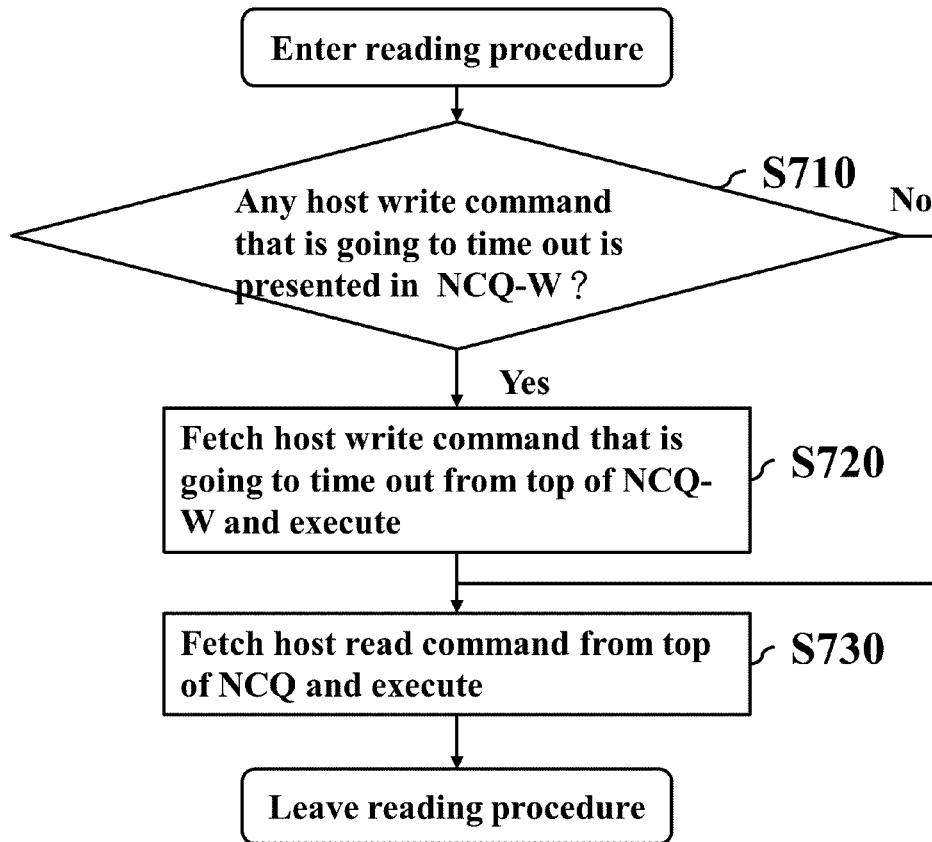 Enter reading procedure
S710
No
Any host write command
that is going to time out is
presented in NCQ-W？
Yes
Fetch host write command that is
going to time out from top of NCQ-
W and execute
S720
Fetch host read command from top
of NCQ and execute
S730
Leave reading procedure